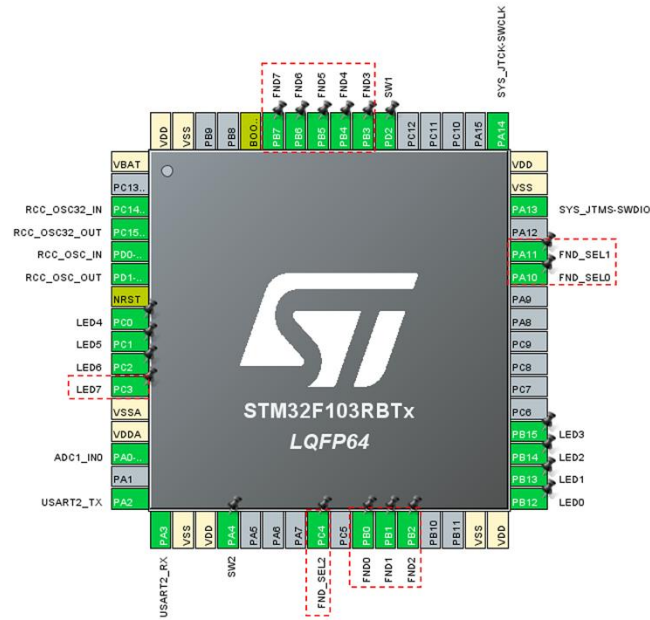 FND7
FND6
FND5
FND4
FND3
SW1
SYS_JTCK-SWCLK
VDD
VSS
PB9
PB8
BOO..
PB7
PB6
PB5
PB4
PB3
PD2
PC12
PC11
PC10
PA15
PA14
VBAT
PC13..
RCC_OSC32_IN PC14..
RCC_OSC32_OUT PC15..
RCC_OSC_IN PD0-..
RCC_OSC_OUT PD1-..
NRST
LED4 PC0
LED5 PC1
LED6 PC2
LED7 PC3
VSSA
VDDA
ADC1_IN0 PA0-..
PA1
USART2_TX PA2
ST
STM32F103RBTx
LQFP64
VDD
VSS
PA13 SYS_JTMS-SWDIO
PA12
PA11 FND_SEL1
PA10 FND_SEL0
PA9
PA8
PC9
PC8
PC7
PC6
PB15 LED3
PB14 LED2
PB13 LED1
PB12 LED0
PA3
VSS
VDD
PA4
PA5
PA6
PA7
PC4
PC5
PB0
PB1
PB2
PB10
PB11
VSS
VDD
USART2_RX
SW2
FND_SEL2
FND0
FND1
FND2